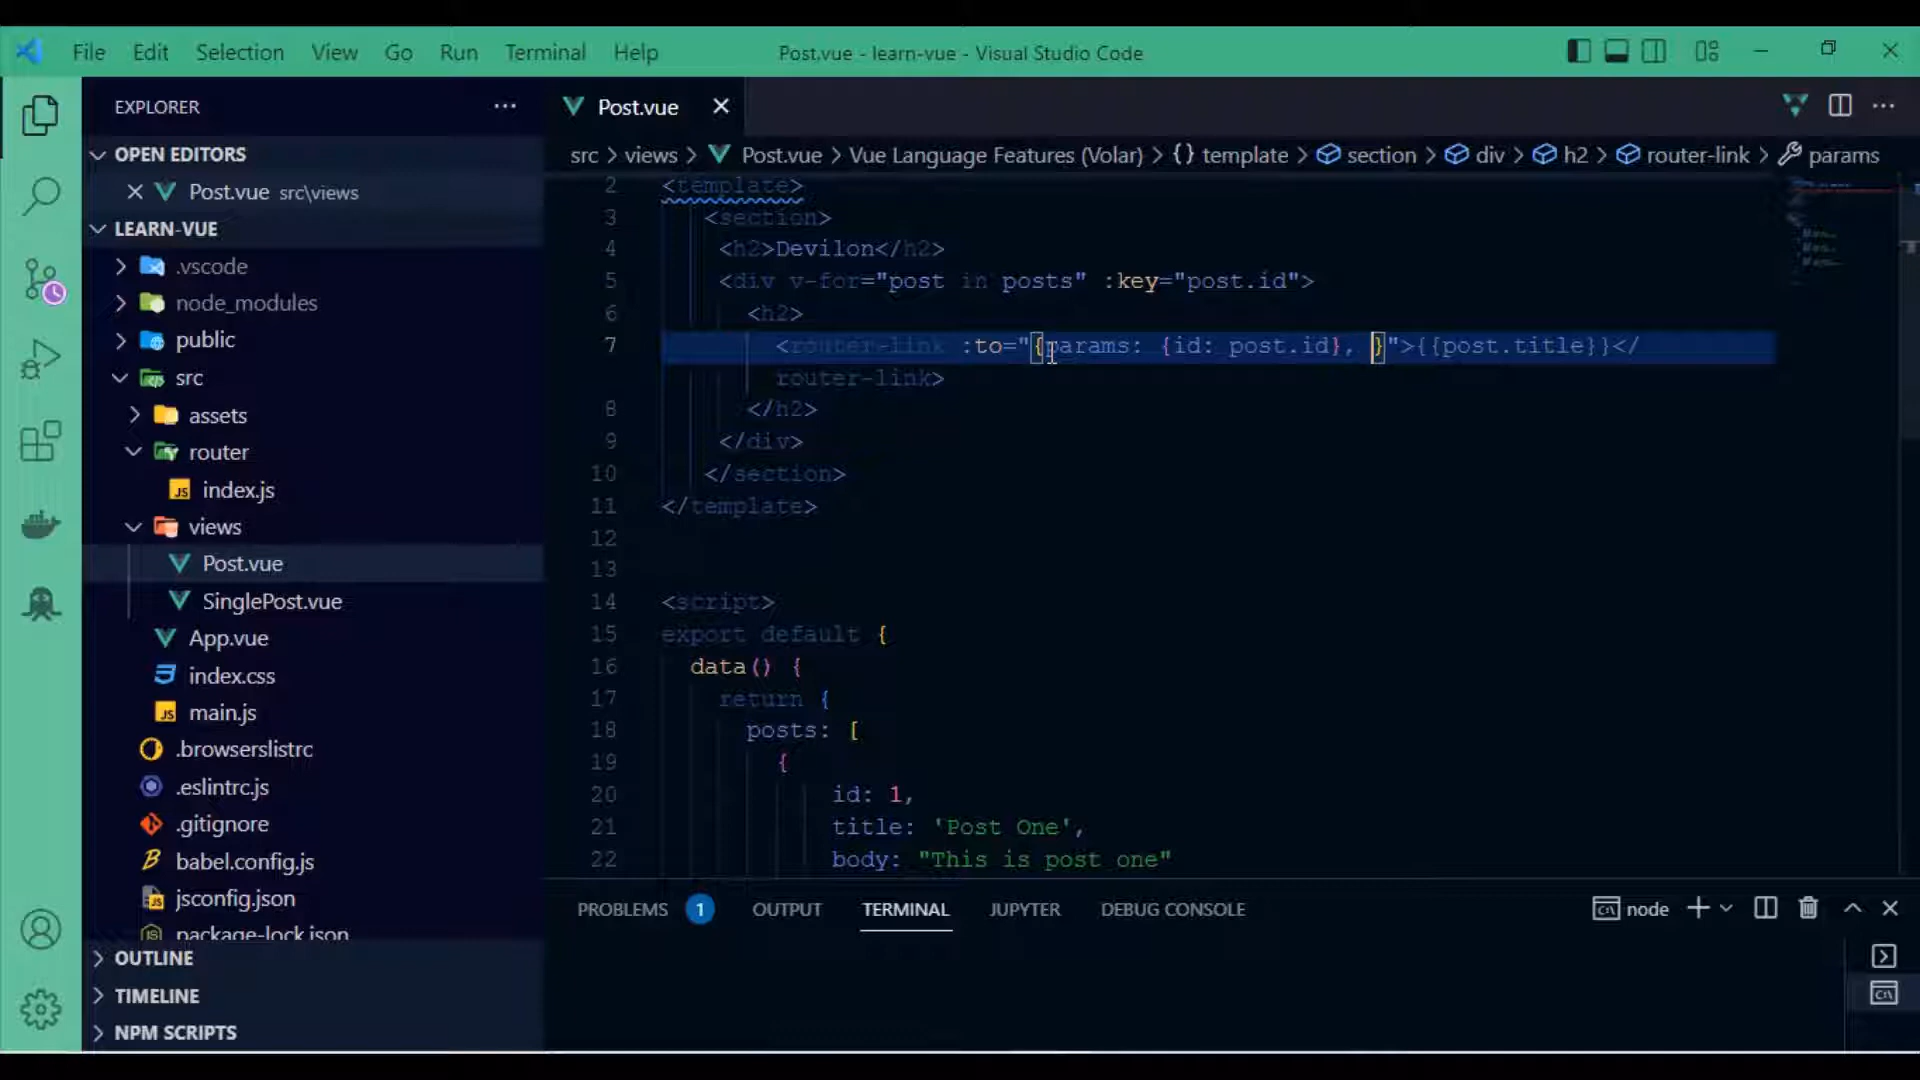 File Edit Selection View Go Run Terminal Help
Post.vue - learn-vue - Visual Studio Code
EXPLORER
OPEN EDITORS
Post.vue src\views
LEARN-VUE
.vscode
node_modules
public
src
assets
router
index.js
views
Post.vue
SinglePost.vue
App.vue
index.css
main.js
.browserslistrc
.eslintrc.js
.gitignore
babel.config.js
jsconfig.json
package-lock.json
OUTLINE
TIMELINE
NPM SCRIPTS
Post.vue
src > views > Post.vue > Vue Language Features (Volar) > {} template > section > div > h2 > router-link > params
2 <template>
3 <section>
4 <h2>Devilon</h2>
5 <div v-for="post in posts" :key="post.id">
6 <h2>
7 <router-link :to="{params: {id: post.id}, }">{{post.title}}</
router-link>
8 </h2>
9 </div>
10 </section>
11 </template>
12
13
14 <script>
15 export default {
16 data() {
17 return {
18 posts: [
19 {
20 id: 1,
21 title: 'Post One',
22 body: "This is post one"
PROBLEMS 1 OUTPUT TERMINAL JUPYTER DEBUG CONSOLE
node